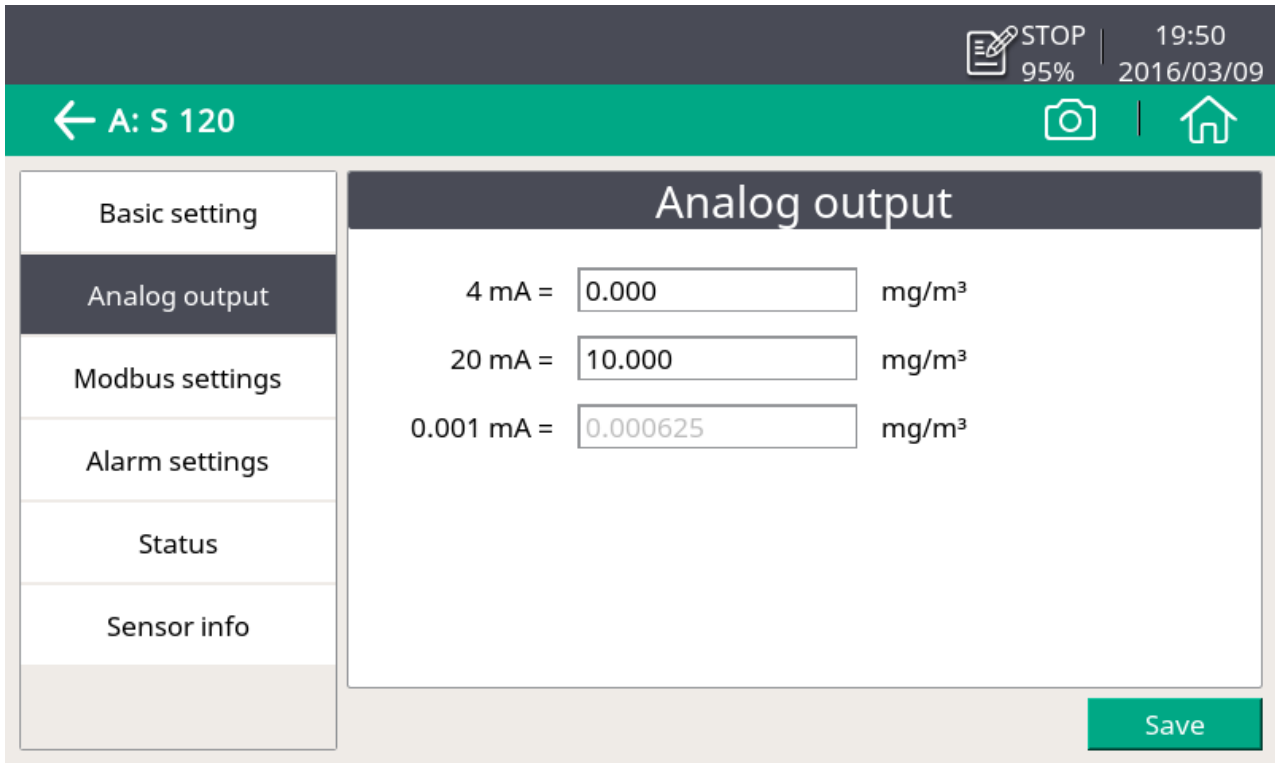 STOP 19:50
95% 2016/03/09
A: S 120
Basic setting
Analog output
Modbus settings
Alarm settings
Status
Sensor info
Analog output
4 mA = 0.000 mg/m³
20 mA = 10.000 mg/m³
0.001 mA = 0.000625 mg/m³
Save